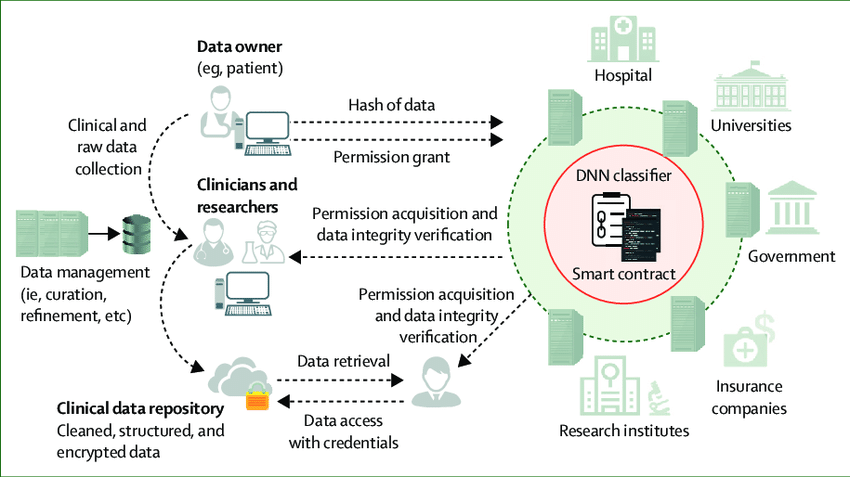 Data owner
(eg, patient)
Hospital
Hash of data
Clinical and
raw data
collection
Universities
Permission grant
DNN classifier
Clinicians and
researchers
Permission acquisition and
data integrity verification
Government
Data management
(ie, curation,
refinement, etc)
Smart contract
Permission acquisition
and data integrity
verification
Data retrieval
Insurance
companies
Clinical data repository
Cleaned, structured, and
encrypted data
Data access
with credentials
Research institutes